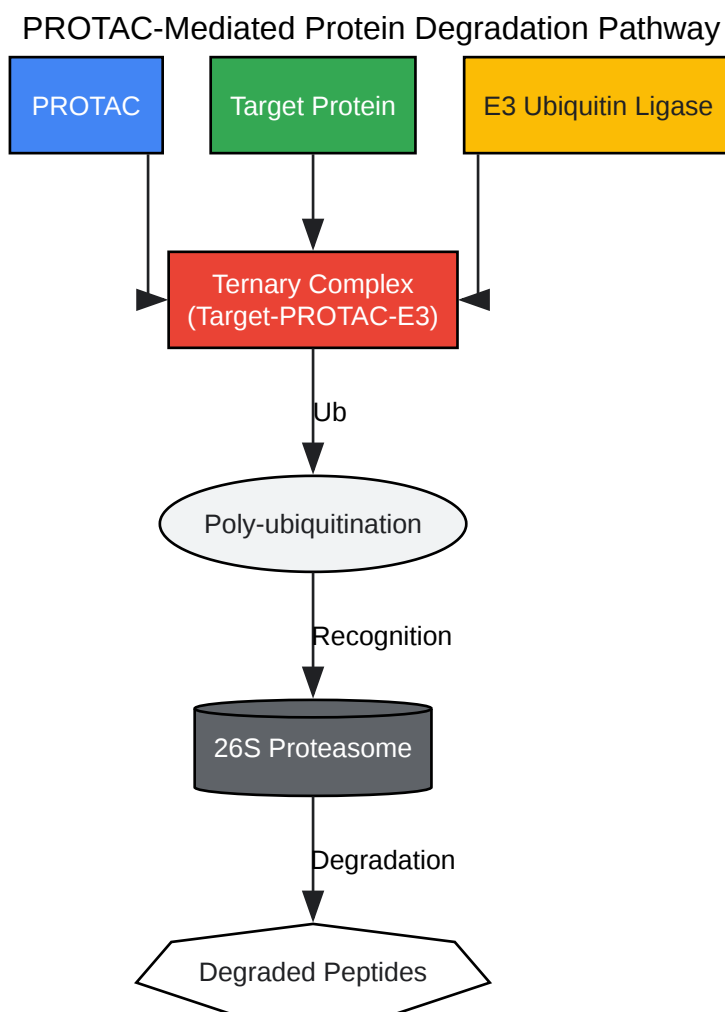 PROTAC-Mediated Protein Degradation Pathway
PROTAC
Target Protein
E3 Ubiquitin Ligase
Ternary Complex
(Target-PROTAC-E3)
Ub
Poly-ubiquitination
Recognition
26S Proteasome
Degradation
Degraded Peptides